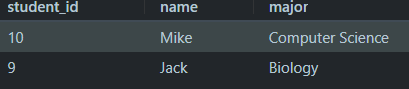 student_id name major
10 Mike Computer Science
9 Jack Biology